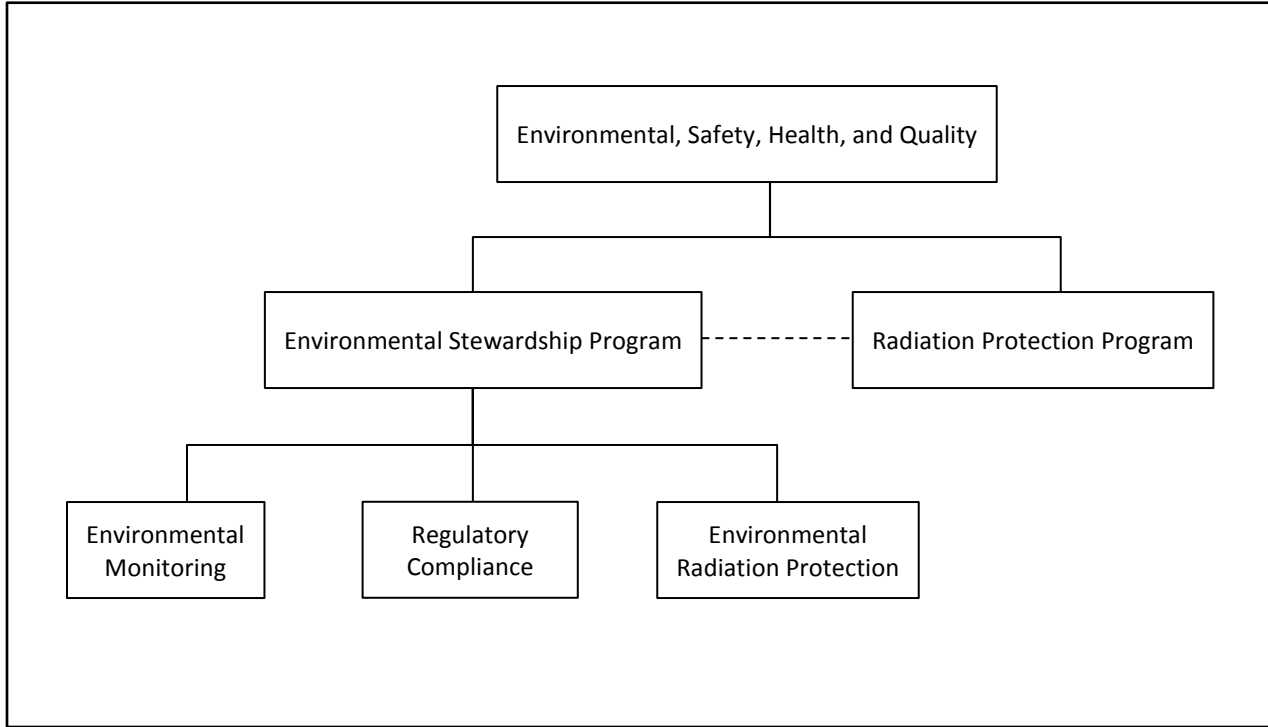 Environmental, Safety, Health, and Quality
Environmental Stewardship Program
Radiation Protection Program
Environmental
Monitoring
Regulatory
Compliance
Environmental
Radiation Protection